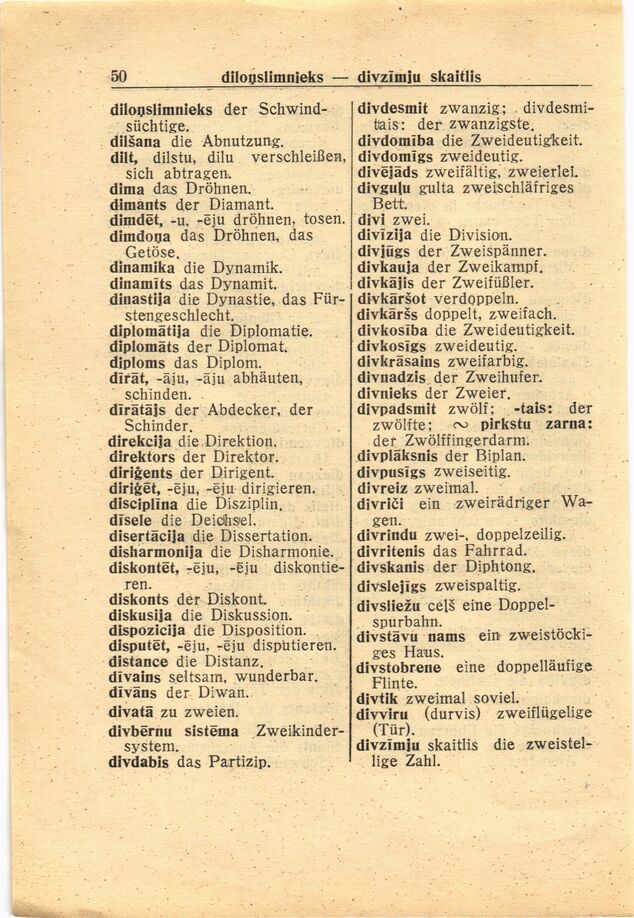 50
diloņslimnieks — divzīmju skaitlis
diloņslimnieks der Schwind-
süchtige.
dilšana die Abnutzung.
dilt, dilstu, dilu verschleißen,
sich abtragen.
dima das Dröhnen.
dimants der Diamant.
dimdēt, -u, -ēju dröhnen, tosen.
dimdoņa das Dröhnen, das
Getöse.
dinamika die Dynamik.
dinamīts das Dynamit.
dinastija die Dynastie, das Für-
stengeschlecht.
diplomātija die Diplomatie.
diplomāts der Diplomat.
diploms das Diplom.
dīrāt, -āju, -āju abhäuten,
schinden.
dīrātājs der Abdecker, der
Schinder.
direkcija die Direktion.
direktors der Direktor.
diriģents der Dirigent.
diriģēt, -ēju, -ēju dirigieren.
disciplīna die Disziplin.
dīsele die Deichsel.
disertācija die Dissertation.
disharmonija die Disharmonie.
diskontēt, -ēju, -ēju diskontie-
ren.
diskonts der Diskont.
diskusija die Diskussion.
dispozicija die Disposition.
disputēt, -ēju, -ēju disputieren.
distance die Distanz.
dīvains seltsam, wunderbar.
dīvāns der Diwan.
divatā zu zweien.
divbērnu sistēma Zweikinder-
system.
divdabis das Partizip.
divdesmit zwanzig; divdesmi-
tais: der zwanzigste.
divdomība die Zweideutigkeit.
divdomīgs zweideutig.
divējāds zweifältig, zweierlei.
divguļu gulta zweischläfriges
Bett.
divi zwei.
divīzija die Division.
divjūgs der Zweispänner.
divkauja der Zweikampf.
divkājis der Zweifüßler.
divkāršot verdoppeln.
divkāršs doppelt, zweifach.
divkosība die Zweideutigkeit.
divkosīgs zweideutig.
divkrāsains zweifarbig.
divnadzis der Zweihufer.
divnieks der Zweier.
divpadsmit zwölf; -tais: der
zwölfte; ∾ pirkstu zarna:
der Zwölffingerdarm.
divplāksnis der Biplan.
divpusīgs zweiseitig.
divreiz zweimal.
divriči ein zweirädriger Wa-
gen.
divrindu zwei-, doppelzeilig.
divritenis das Fahrrad.
divskanis der Diphtong.
divslejīgs zweispaltig.
divsliežu ceļš eine Doppel-
spurbahn.
divstāvu nams ein zweistöcki-
ges Haus.
divstobrene eine doppelläufige
Flinte.
divtik zweimal soviel.
divviru (durvis) zweiflügelige
(Tür).
divzīmju skaitlis die zweistel-
lige Zahl.